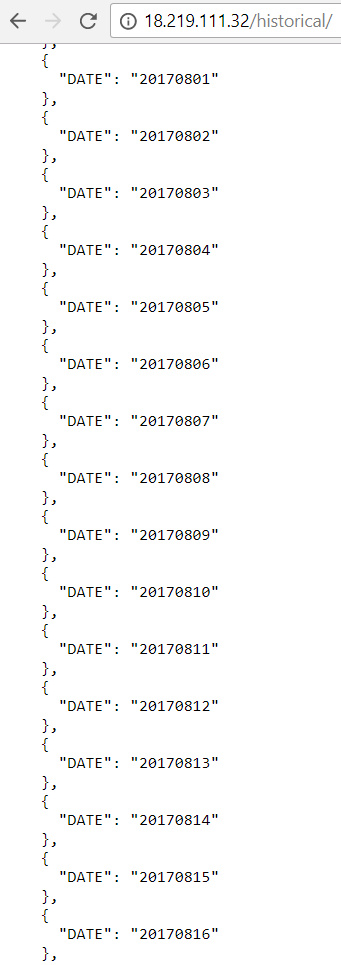 18.219.111.32/historical/
},
{
"DATE": "20170801"
},
{
"DATE": "20170802"
},
{
"DATE": "20170803"
},
{
"DATE": "20170804"
},
{
"DATE": "20170805"
},
{
"DATE": "20170806"
},
{
"DATE": "20170807"
},
{
"DATE": "20170808"
},
{
"DATE": "20170809"
},
{
"DATE": "20170810"
},
{
"DATE": "20170811"
},
{
"DATE": "20170812"
},
{
"DATE": "20170813"
},
{
"DATE": "20170814"
},
{
"DATE": "20170815"
},
{
"DATE": "20170816"
},